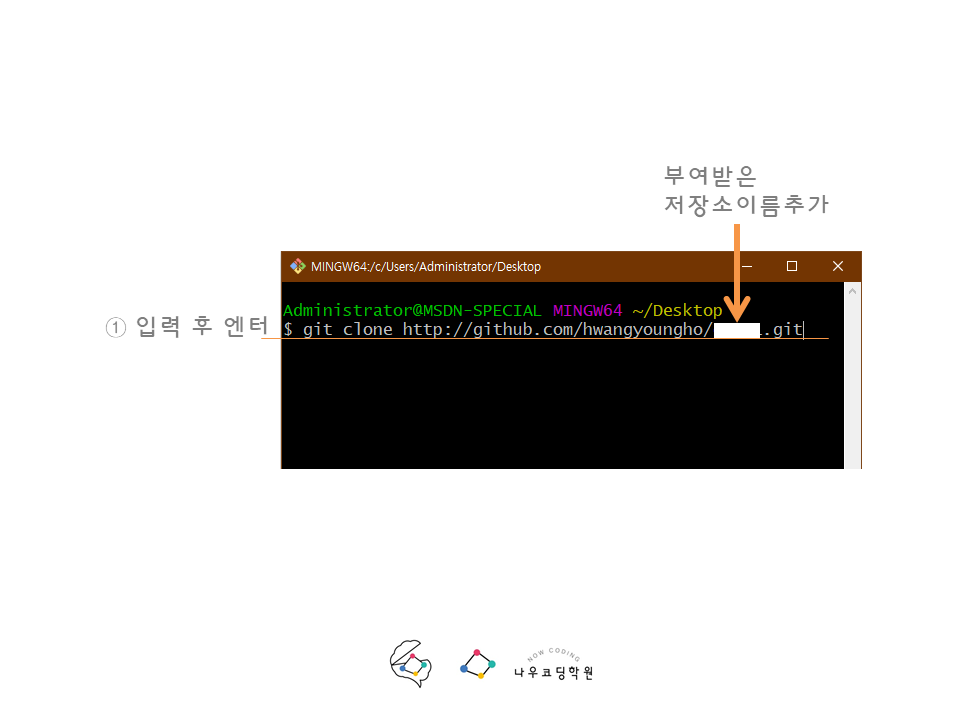 부여받은
저장소이름추가
MINGW64:/c/Users/Administrator/Desktop
Administrator@MSDN-SPECIAL MINGW64 ~/Desktop
① 입력 후 엔터
$ git clone http://github.com/hwangyoungho/ .git
NOW CODING
나우코딩학원